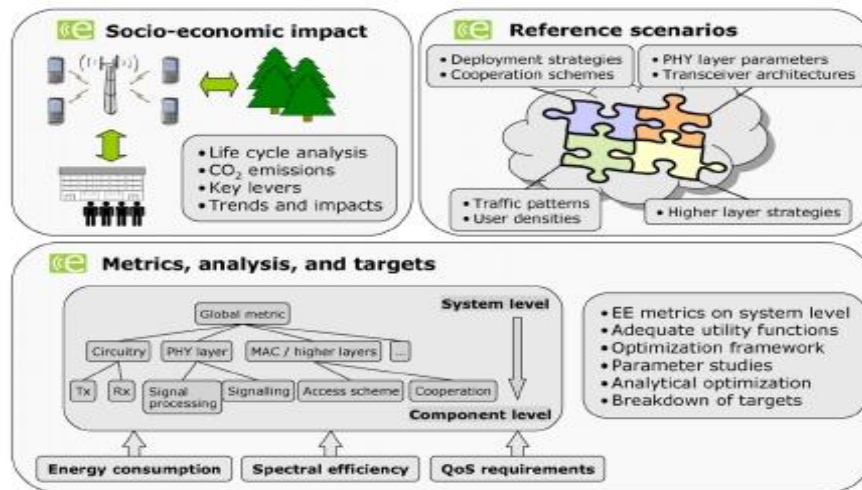 e Socio-economic impact
• Life cycle analysis
• CO₂ emissions
• Key levers
• Trends and impacts
e Reference scenarios
• Deployment strategies
• Cooperation schemes
• PHY layer parameters
• Transceiver architectures
• Traffic patterns
• User densities
• Higher layer strategies
e Metrics, analysis, and targets
System level
Global metric
Circuitry PHY layer MAC / higher layers ...
Tx Rx Signal processing Signalling Access scheme Cooperation
Component level
• EE metrics on system level
• Adequate utility functions
• Optimization framework
• Parameter studies
• Analytical optimization
• Breakdown of targets
Energy consumption Spectral efficiency QoS requirements